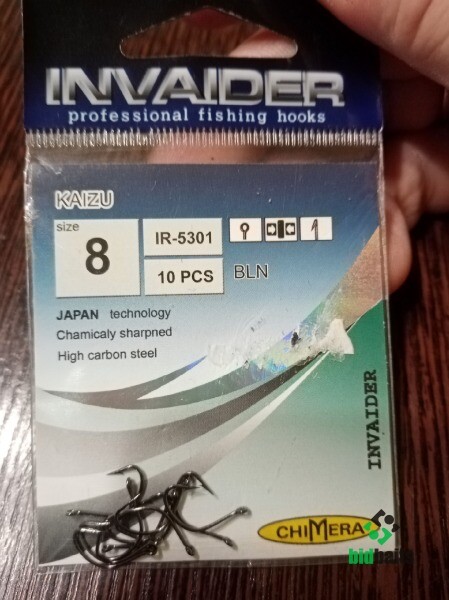 INVAIDER
professional fishing hooks
KAIZU
size
8
IR-5301
10 PCS
BLN
JAPAN technology
Chamicaly sharpned
High carbon steel
INVAIDER
CHIMERA